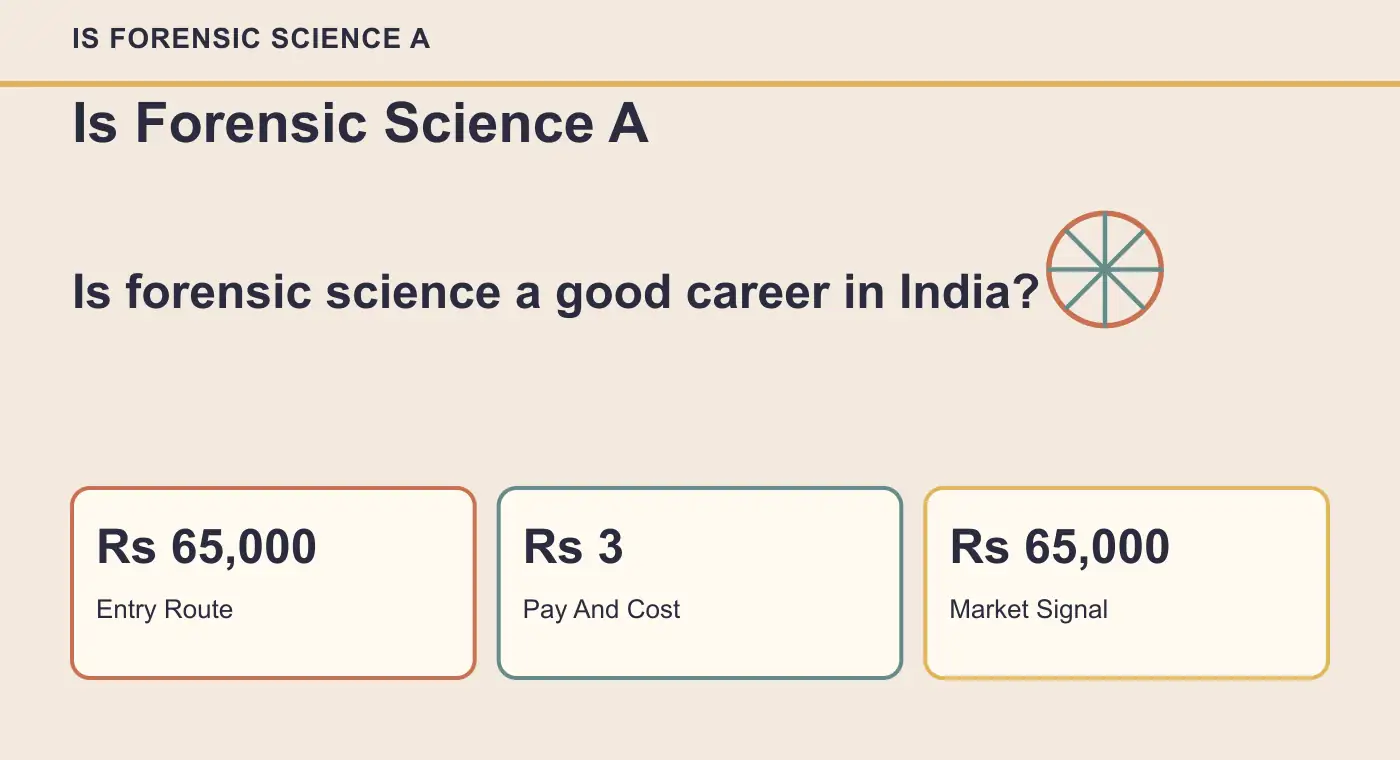 IS FORENSIC SCIENCE A
Is Forensic Science A
Is forensic science a good career in India?
Rs 65,000
Entry Route
Rs 3
Pay And Cost
Rs 65,000
Market Signal